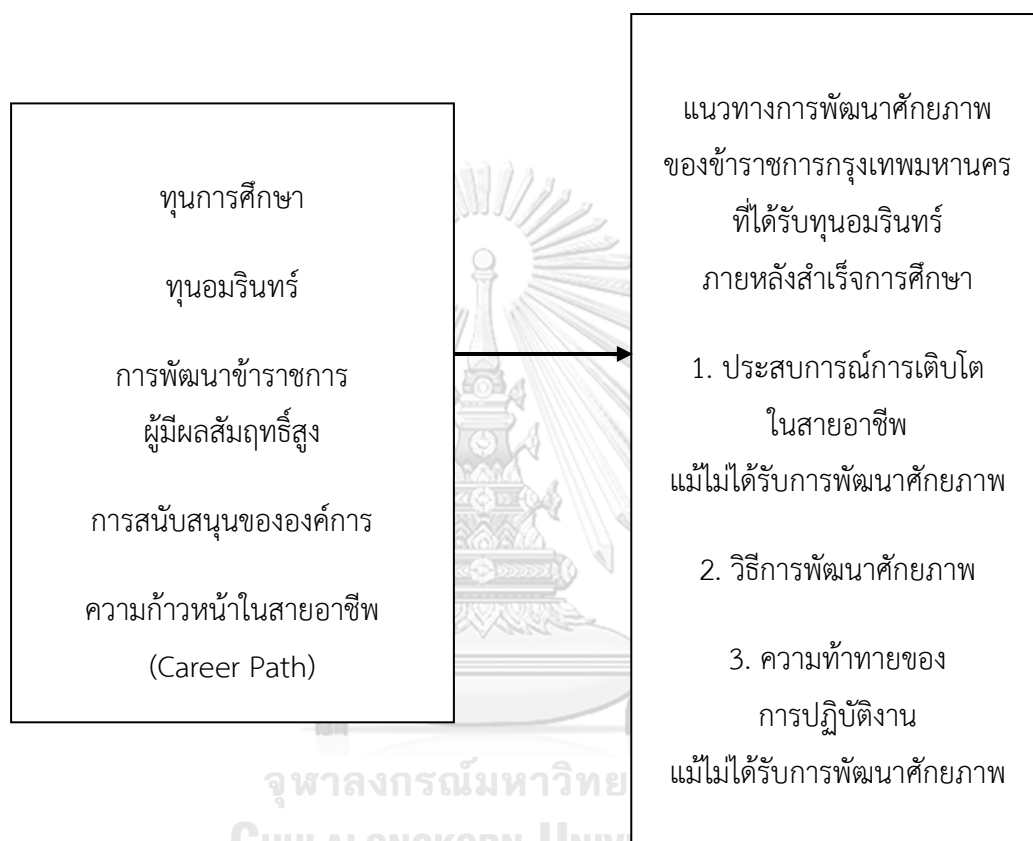 ทุนการศึกษา
ทุนอมรินทร์
การพัฒนาข้าราชการ
ผู้มีผลสัมฤทธิ์สูง
การสนับสนุนขององค์การ
ความก้าวหน้าในสายอาชีพ
(Career Path)
แนวทางการพัฒนาศักยภาพ
ของข้าราชการกรุงเทพมหานคร
ที่ได้รับทุนอมรินทร์
ภายหลังสำเร็จการศึกษา
1. ประสบการณ์การเติบโต
ในสายอาชีพ
แม้ไม่ได้รับการพัฒนาศักยภาพ
2. วิธีการพัฒนาศักยภาพ
3. ความท้าทายของ
การปฏิบัติงาน
แม้ไม่ได้รับการพัฒนาศักยภาพ
จุฬาลงกรณ์มหาวิทย